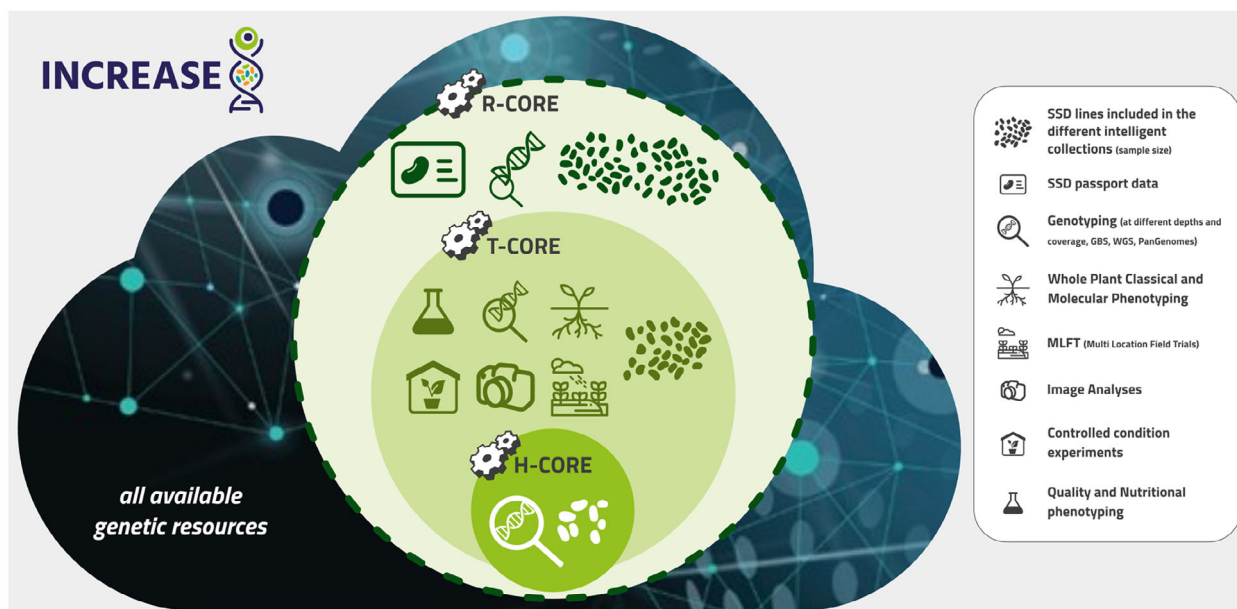 INCREASE
R-CORE
T-CORE
H-CORE
all available
genetic resources
SSD lines included in the
different intelligent
collections (sample size)
SSD passport data
Genotyping (at different depths and
coverage, GBS, WGS, PanGenomes)
Whole Plant Classical and
Molecular Phenotyping
MLFT (Multi Location Field Trials)
Image Analyses
Controlled condition
experiments
Quality and Nutritional
phenotyping